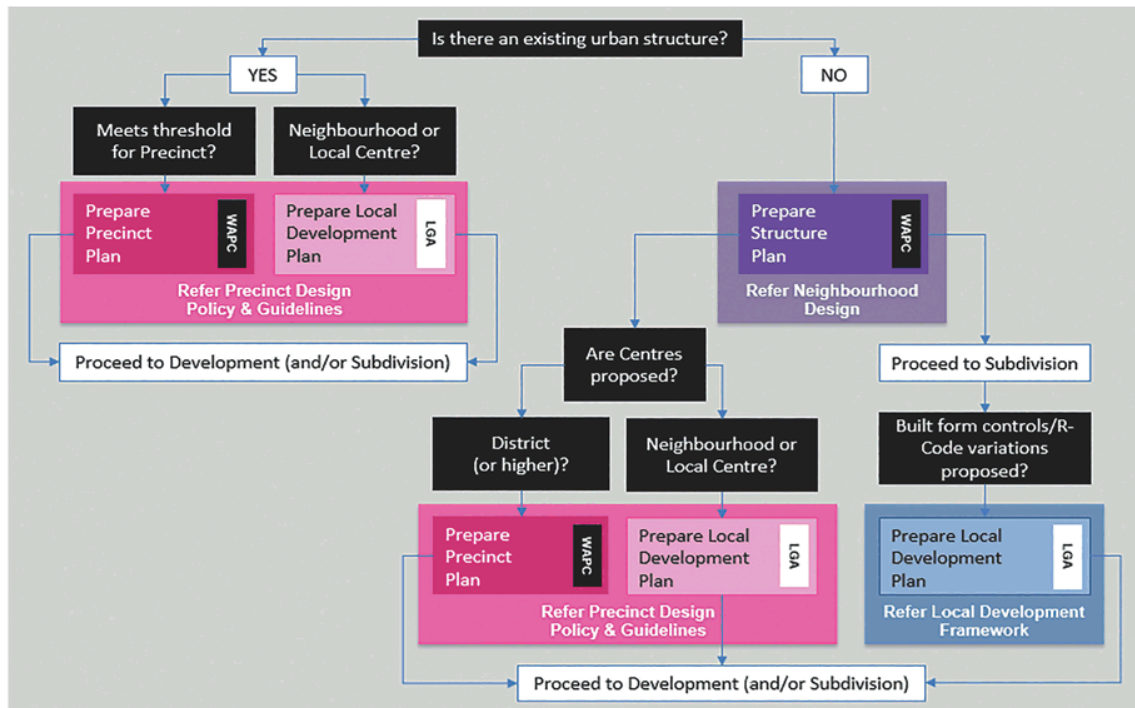 Is there an existing urban structure?
YES
NO
Meets threshold
for Precinct?
Neighbourhood or
Local Centre?
Prepare
Precinct
Plan
WAPC
Prepare Local
Development
Plan
LGA
Refer Precinct Design
Policy & Guidelines
Prepare
Structure
Plan
WAPC
Refer Neighbourhood
Design
Proceed to Development (and/or Subdivision)
Are Centres
proposed?
Proceed to Subdivision
District
(or higher)?
Neighbourhood or
Local Centre?
Built form controls/R-
Code variations
proposed?
Prepare
Precinct
Plan
WAPC
Prepare Local
Development
Plan
LGA
Refer Precinct Design
Policy & Guidelines
Prepare Local
Development
Plan
LGA
Refer Local Development
Framework
Proceed to Development (and/or Subdivision)